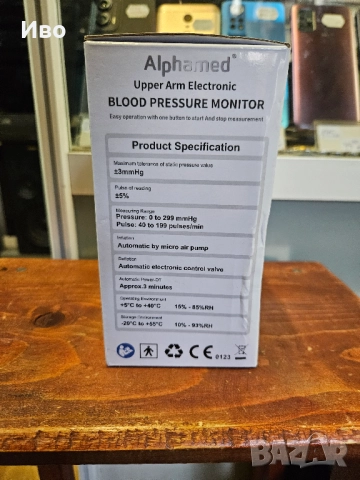 Иво
Alphamed®
Upper Arm Electronic
BLOOD PRESSURE MONITOR
Easy operation with one button to start And stop measurement.
Product Specification
Maximum tolerance of static pressure value
±3mmHg
Pulse of reading
±5%
Measuring Range
Pressure: 0 to 299 mmHg
Pulse: 40 to 199 pulses/min
Inflation
Automatic by micro air pump
Automatic electronic control valve
Automatic Power-Off
Approx.3 minutes
Operating Environment
+5°C to +40°C 15% - 85%RH
Storage Environment
-20°C to +55°C 10% - 93%RH
CE 0123
BAZAR
Иво